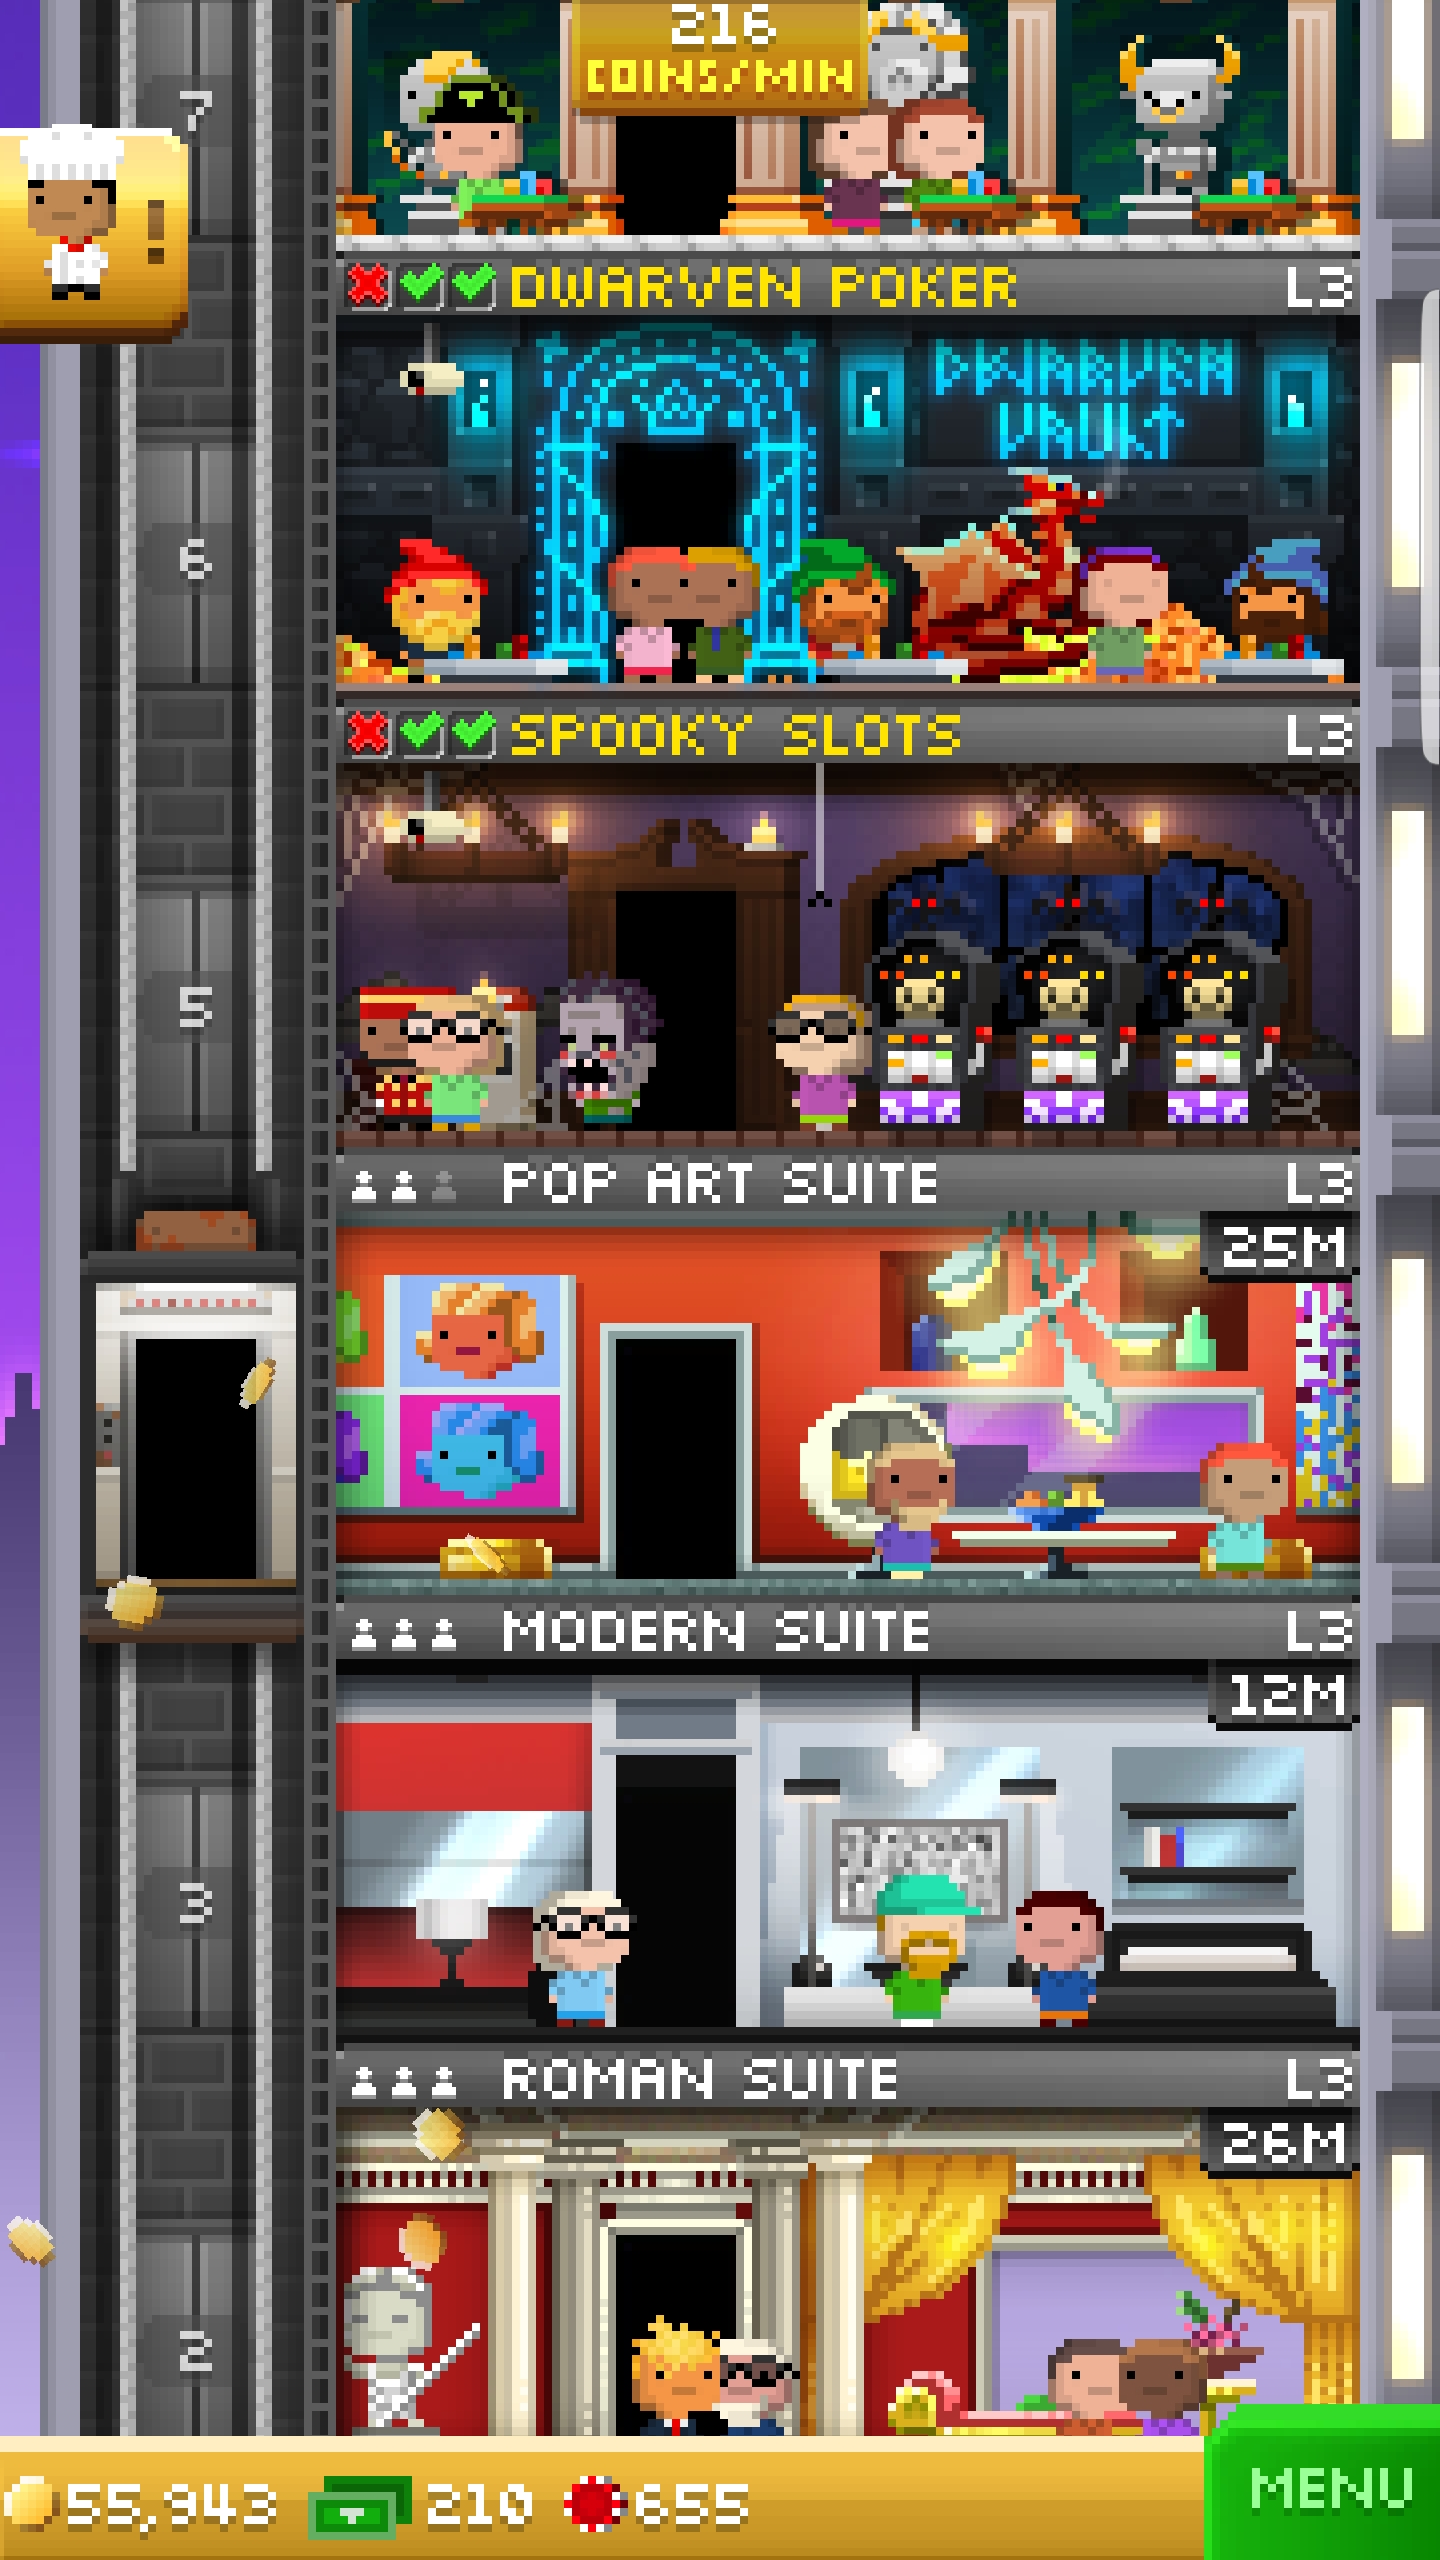 216
COINS/MIN
7
DWARVEN POKER
L3
DWARVEN
VAULT
6
SPOOKY SLOTS
L3
5
POP ART SUITE
L3
25M
MODERN SUITE
L3
12M
3
ROMAN SUITE
L3
26M
2
55,943
210
655
MENU